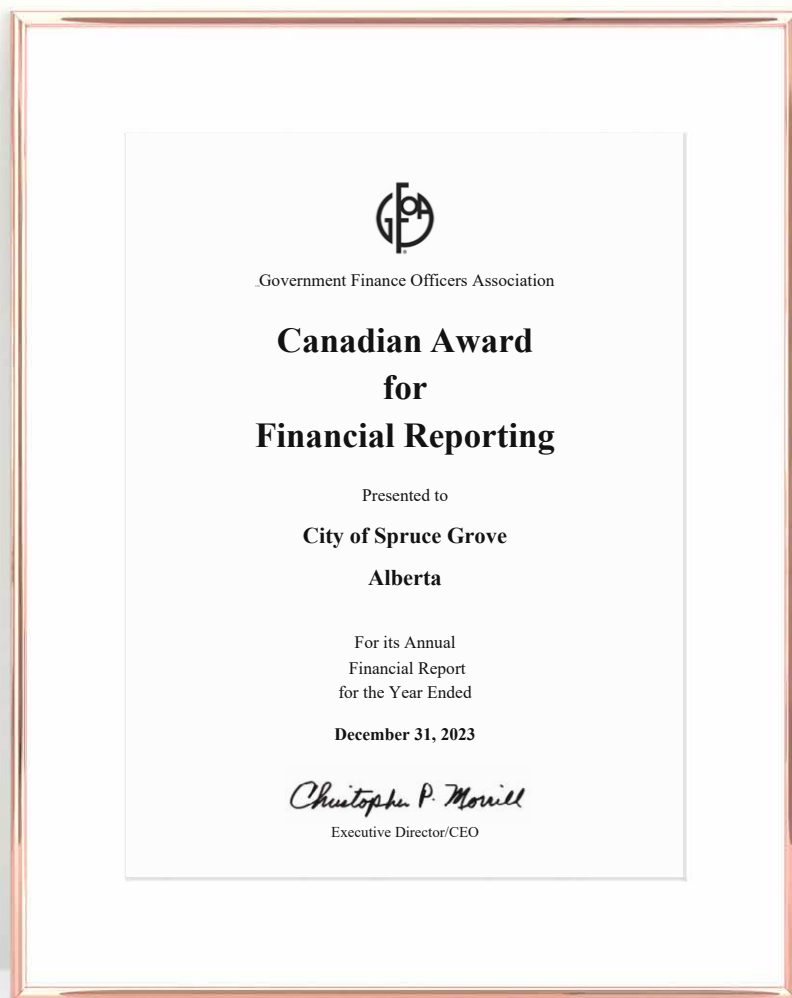 GFOA
Government Finance Officers Association
Canadian Award
for
Financial Reporting
Presented to
City of Spruce Grove
Alberta
For its Annual
Financial Report
for the Year Ended
December 31, 2023
Christopher P. Morrill
Executive Director/CEO